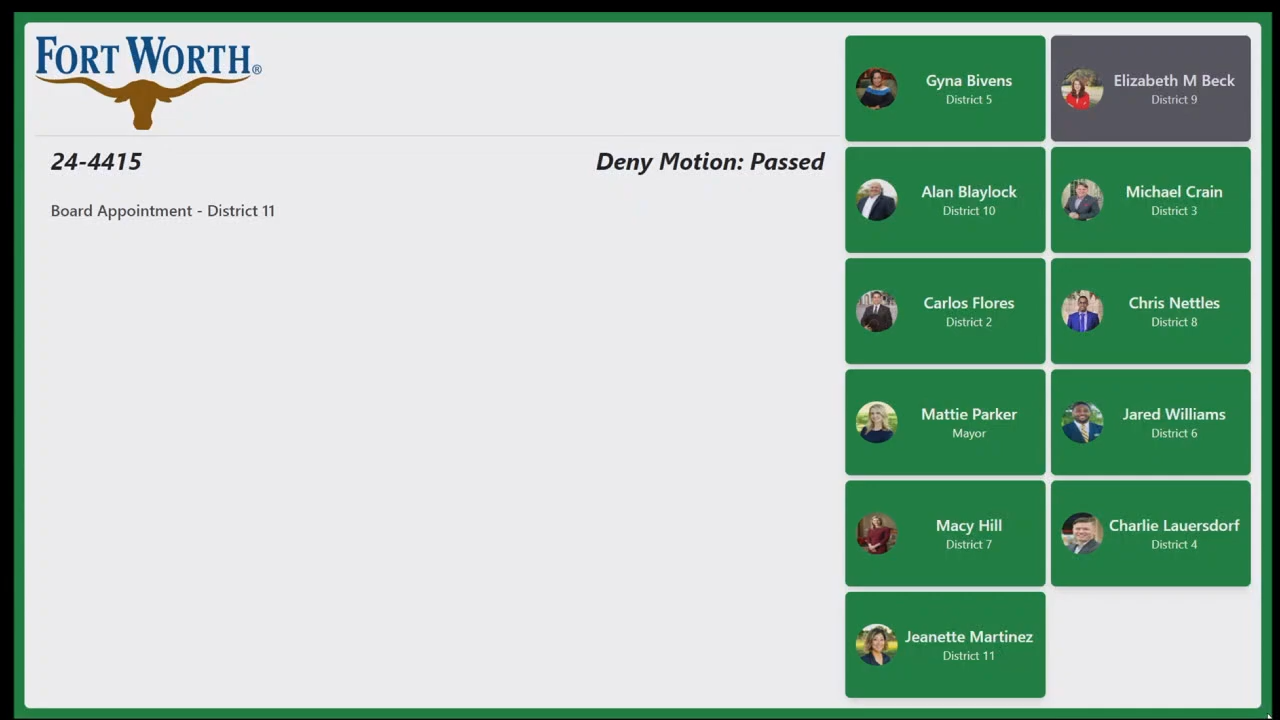 FORT WORTH®
24-4415
Deny Motion: Passed
Board Appointment - District 11
Gyna Bivens
District 5
Elizabeth M Beck
District 9
Alan Blaylock
District 10
Michael Crain
District 3
Carlos Flores
District 2
Chris Nettles
District 8
Mattie Parker
Mayor
Jared Williams
District 6
Macy Hill
District 7
Charlie Lauersdorf
District 4
Jeanette Martinez
District 11